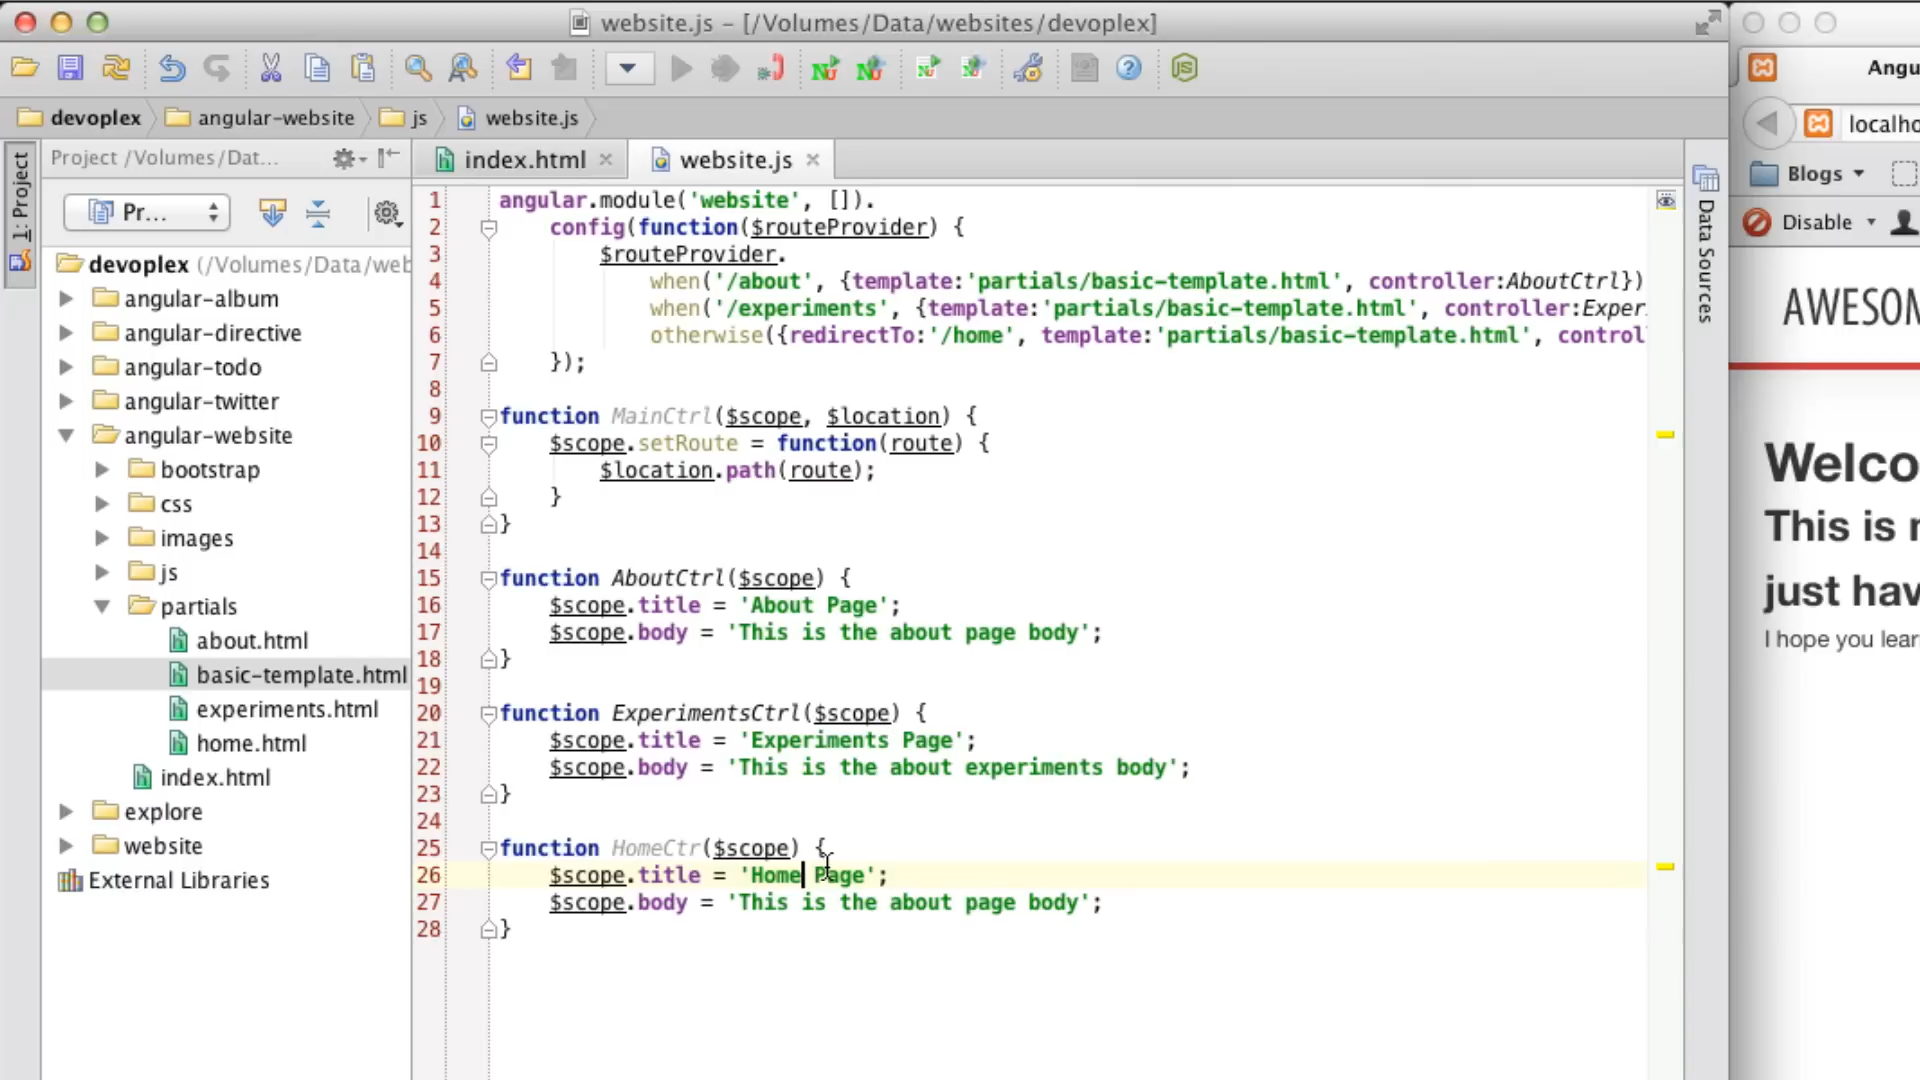 website.js – [/Volumes/Data/websites/devoplex]
devoplex
angular-website
js
website.js
Project /Volumes/Dat...
index.html
website.js
1: Project
Pr...
devoplex (/Volumes/Data/web
angular-album
angular-directive
angular-todo
angular-twitter
angular-website
bootstrap
css
images
js
partials
about.html
basic-template.html
experiments.html
home.html
index.html
explore
website
External Libraries
1 angular.module('website', []).
2 config(function($routeProvider) {
3 $routeProvider.
4 when('/about', {template:'partials/basic-template.html', controller:AboutCtrl})
5 when('/experiments', {template:'partials/basic-template.html', controller:Exper
6 otherwise({redirectTo:'/home', template:'partials/basic-template.html', control
7 });
8
9 function MainCtrl($scope, $location) {
10 $scope.setRoute = function(route) {
11 $location.path(route);
12 }
13 }
14
15 function AboutCtrl($scope) {
16 $scope.title = 'About Page';
17 $scope.body = 'This is the about page body';
18 }
19
20 function ExperimentsCtrl($scope) {
21 $scope.title = 'Experiments Page';
22 $scope.body = 'This is the about experiments body';
23 }
24
25 function HomeCtr($scope) {
26 $scope.title = 'Home Page';
27 $scope.body = 'This is the about page body';
28 }
Data Sources
Angu
localho
Blogs
Disable
AWESOM
Welco
This is
just hav
I hope you lear